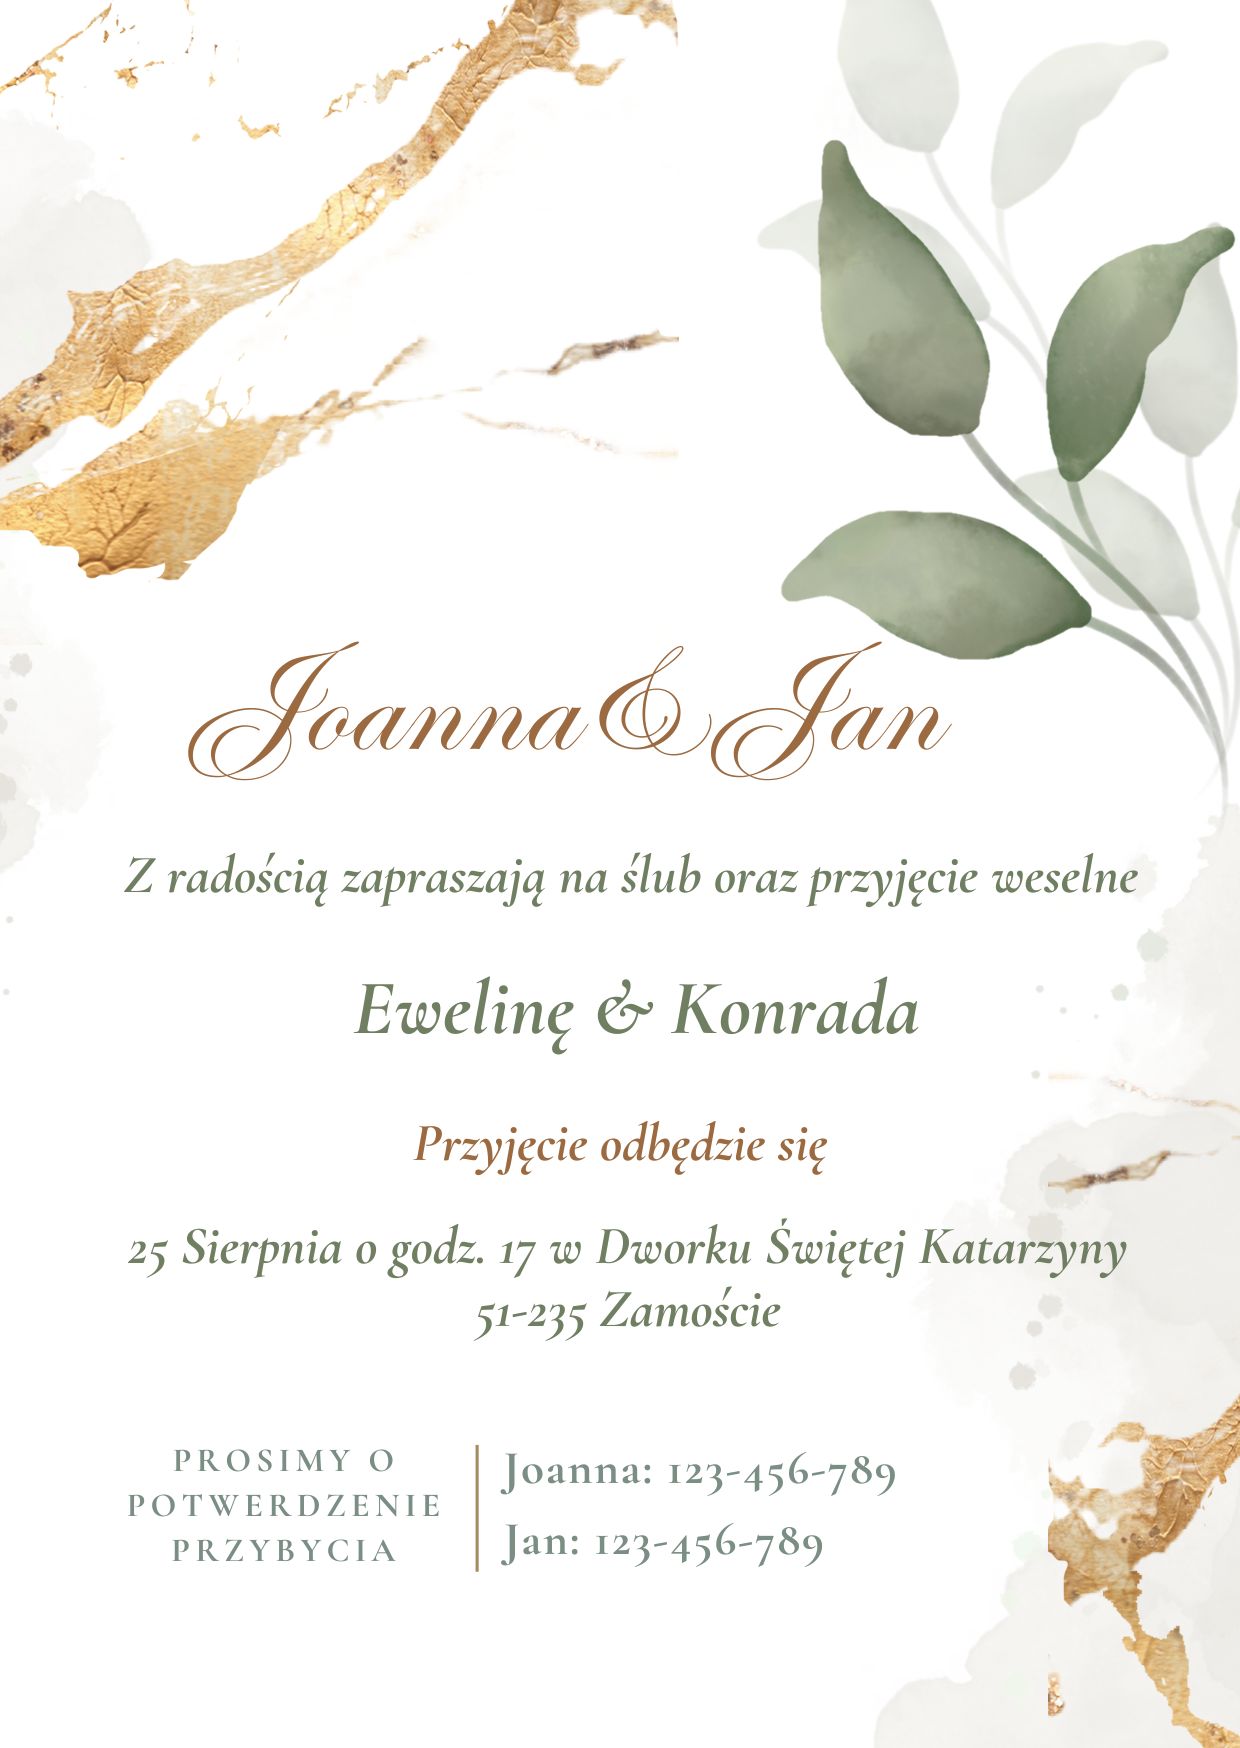 Joanna & Jan
Z radością zapraszają na ślub oraz przyjęcie weselne
Ewelinę & Konrada
Przyjęcie odbędzie się
25 Sierpnia o godz. 17 w Dworku Świętej Katarzyny
51-235 Zamoście
PROSIMY O
POTWERDZENIE
PRZYBYCIA
Joanna: 123-456-789
Jan: 123-456-789